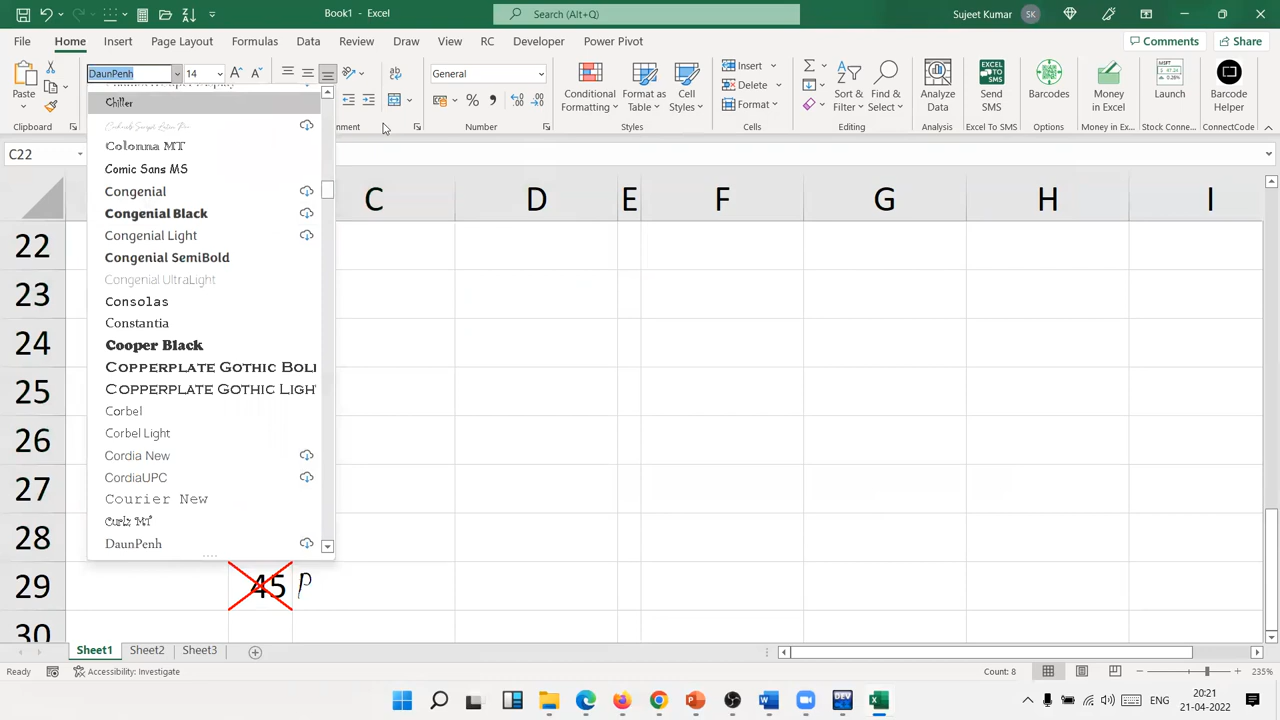 Book1 - Excel
Search (Alt+Q)
Sujeet Kumar
File Home Insert Page Layout Formulas Data Review View Draw View RC Developer Power Pivot
Comments Share
DaunPenh 14 General
Paste
Conditional Formatting Format as Table Cell Styles
Insert
Delete
Format
Sort & Filter Find & Select
Analyze Data
Send SMS
Barcodes
Money in Excel
Launch
Barcode Helper
Clipboard Number Styles Cells Editing Analysis Excel To SMS Options Money in Ex... Stock Conne... ConnectCode
C22
Chiller
Colonna MT
Comic Sans MS
Congenial
Congenial Black
Congenial Light
Congenial SemiBold
Congenial UltraLight
Consolas
Constantia
Cooper Black
Copperplate Gothic Bol
Copperplate Gothic Ligh
Corbel
Corbel Light
Cordia New
CordiaUPC
Courier New
Curlz MT
DaunPenh
C D E F G H I
22
23
24
25
26
27
28
29 45 P
30
Sheet1 Sheet2 Sheet3
Ready Accessibility: Investigate Count: 8 235%
ENG 20:21
21-04-2022